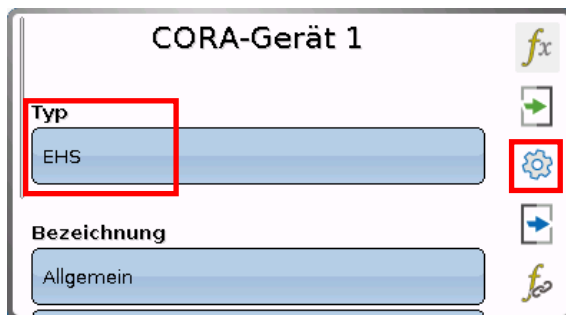 CORA-Gerät 1
Typ
EHS
Bezeichnung
Allgemein